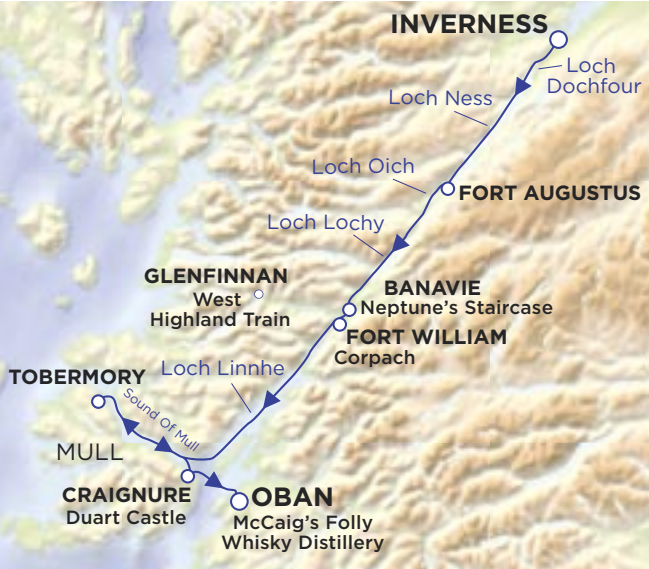 INVERNESS
Loch
Dochfour
Loch Ness
Loch Oich
FORT AUGUSTUS
Loch Lochy
GLENFINNAN
West
Highland Train
BANAVIE
Neptune's Staircase
FORT WILLIAM
Corpach
TOBERMORY
Loch Linnhe
Sound Of Mull
MULL
CRAIGNURE
Duart Castle
OBAN
McCaig's Folly
Whisky Distillery